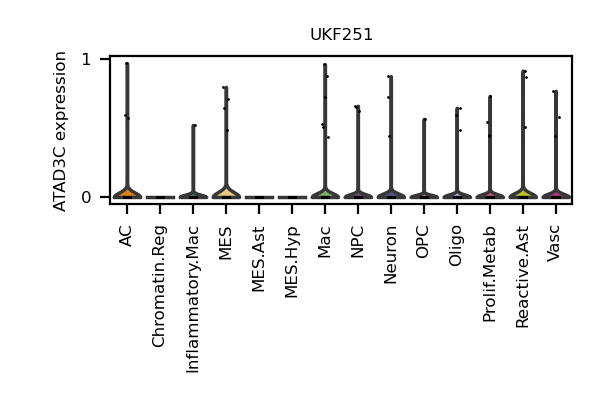 UKF251
ATAD3C expression
1
0
AC
Chromatin.Reg
Inflammatory.Mac
MES
MES.Ast
MES.Hyp
Mac
NPC
Neuron
OPC
Oligo
Prolif.Metab
Reactive.Ast
Vasc